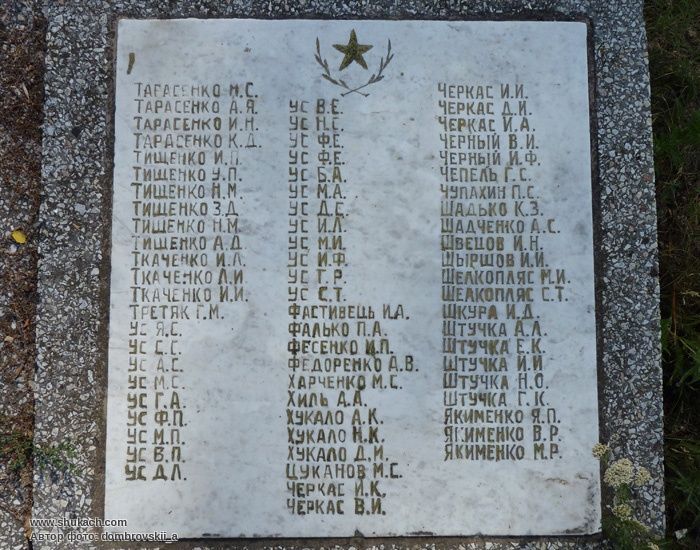 ТАРАСЕНКО Н.С.
ТАРАСЕНКО А.Я.
ТАРАСЕНКО И.Н.
ТАРАСЕНКО К.Д.
ТИЩЕНКО И.П.
ТИЩЕНКО У.П.
ТИЩЕНКО Н.М.
ТИЩЕНКО З.Д.
ТИЩЕНКО Н.М.
ТИЩЕНКО А.Д.
ТКАЧЕНКО И.Л.
ТКАЧЕНКО Л.И
ТКАЧЕНКО И.И.
ТРЕТЯК Г.М.
УС Я.С.
УС С.С.
УС А.С.
УС М.С.
УС Г.А.
УС Ф.П.
УС М.П.
УС В.П.
УС Д.Л.
УС В.Е.
УС Н.С.
УС Ф.Е.
УС Ф.Е.
УС Б.А.
УС М.А.
УС Д.Е.
УС И.Л.
УС М.И.
УС И.Ф.
УС Г.Р.
УС С.Т.
ФАСТИВЕЦЬ И.А.
ФАЛЬКО П.А.
ФЕСЕНКО И.П.
ФЕДОРЕНКО А.В.
ХАРЧЕНКО М.С.
ХИЛЬ А.А.
ХУКАЛО А.К.
ХУКАЛО Н.К.
ХУКАЛО Д.И.
ЦУКАНОВ М.С.
ЧЕРКАС И.К.
ЧЕРКАС В.И.
ЧЕРКАС И.И.
ЧЕРКАС Д.И.
ЧЕРКАС И.А.
ЧЕРНЫЙ В.И.
ЧЕРНЫЙ И.Ф.
ЧЕПЕЛЬ Г.С.
ЧУПАХИН П.С.
ШАДЬКО К.З.
ШАДЧЕНКО А.С.
ШВЕЦОВ И.Н.
ШЫРШОВ И.И.
ШЕЛКОПЛЯС М.И.
ШЕЛКОПЛЯС С.Т.
ШКУРА И.Д.
ШТУЧКА А.Л.
ШТУЧКА Е.К.
ШТУЧКА И.И
ШТУЧКА Н.О.
ШТУЧКА Г.К.
ЯКИМЕНКО Я.П.
ЯКИМЕНКО В.Р.
ЯКИМЕНКО М.Р.
www.shukach.com
Автор фото: dombrovskii_a